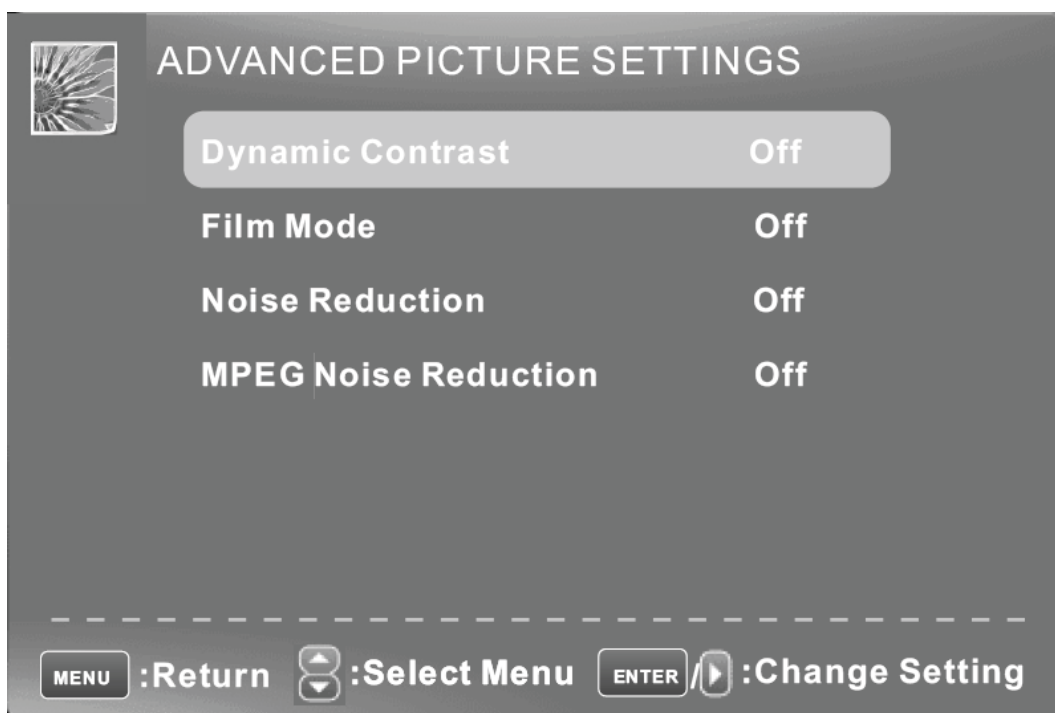 ADVANCED PICTURE SETTINGS
Dynamic Contrast Off
Film Mode Off
Noise Reduction Off
MPEG Noise Reduction Off
MENU :Return :Select Menu ENTER / :Change Setting